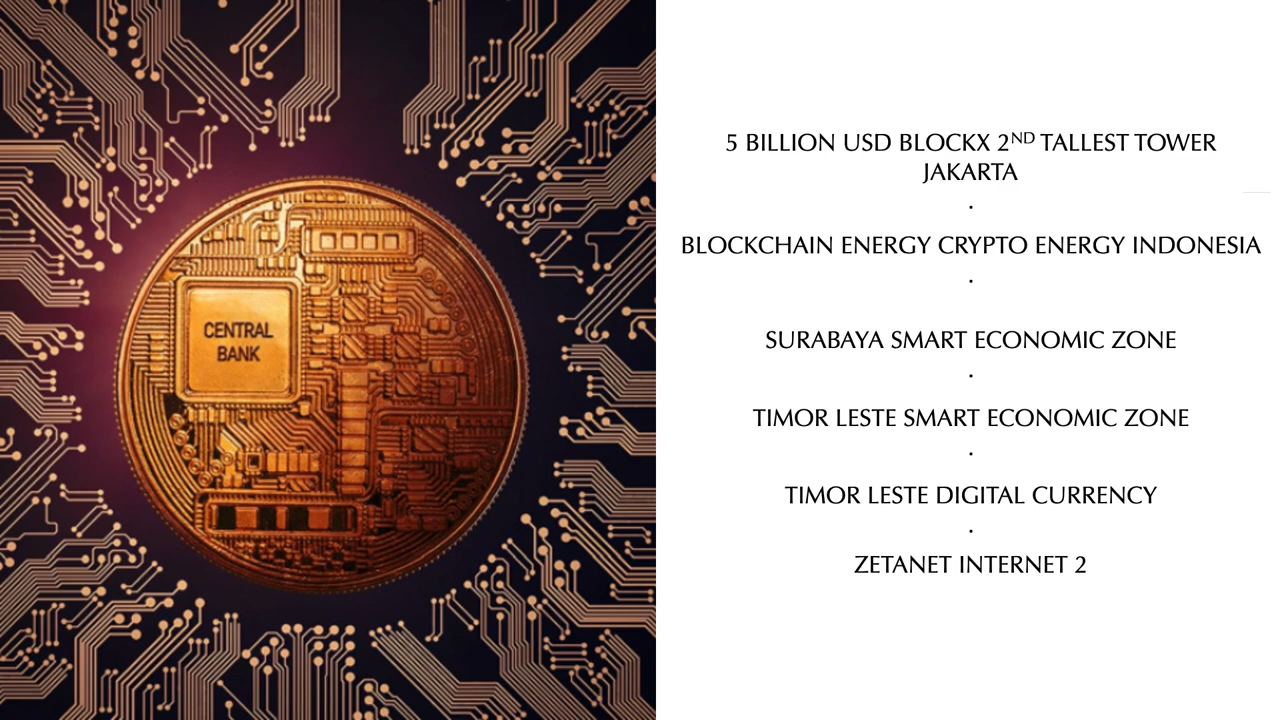 CENTRAL
BANK
5 BILLION USD BLOCKX 2ND TALLEST TOWER
JAKARTA
.
BLOCKCHAIN ENERGY CRYPTO ENERGY INDONESIA
.
SURABAYA SMART ECONOMIC ZONE
.
TIMOR LESTE SMART ECONOMIC ZONE
.
TIMOR LESTE DIGITAL CURRENCY
.
ZETANET INTERNET 2